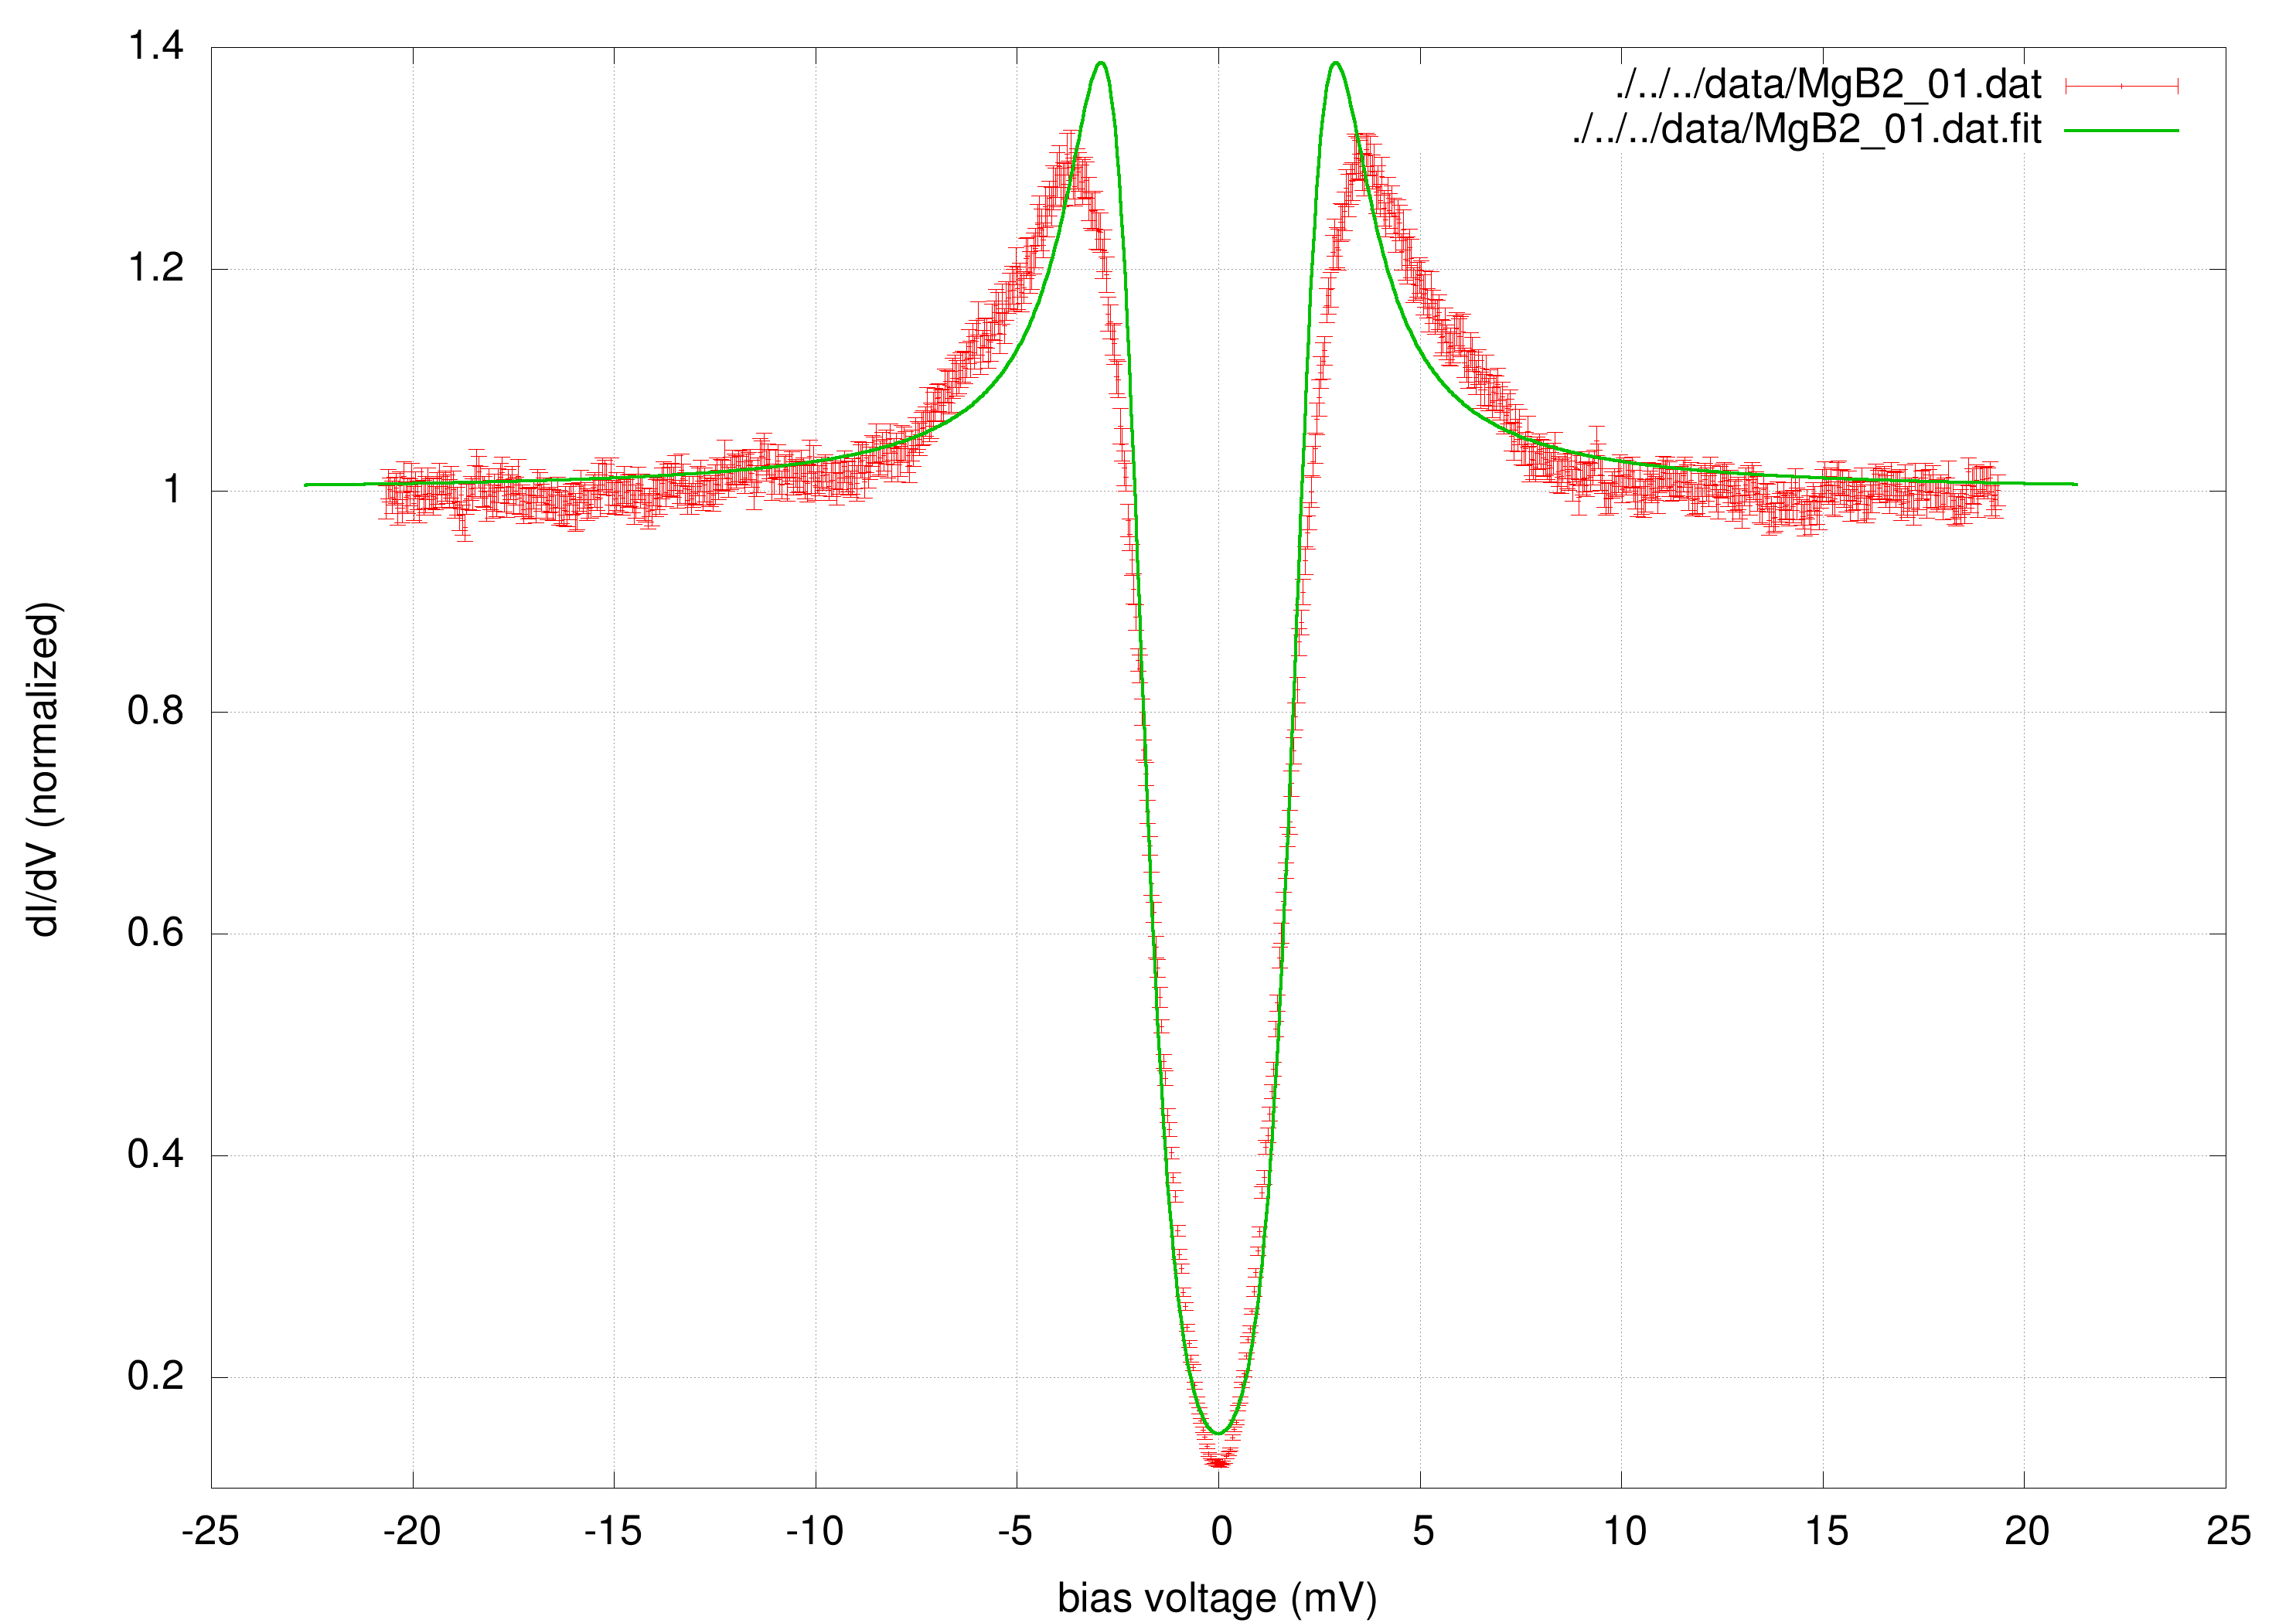 ./../../data/MgB2_01.dat
./../../data/MgB2_01.dat.fit
1.4
1.2
1
0.8
0.6
0.4
0.2
dI/dV (normalized)
-25 -20 -15 -10 -5 0 5 10 15 20 25
bias voltage (mV)